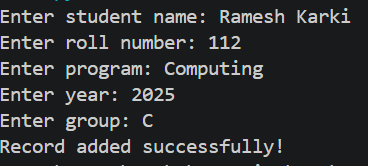 Enter student name: Ramesh Karki
Enter roll number: 112
Enter program: Computing
Enter year: 2025
Enter group: C
Record added successfully!